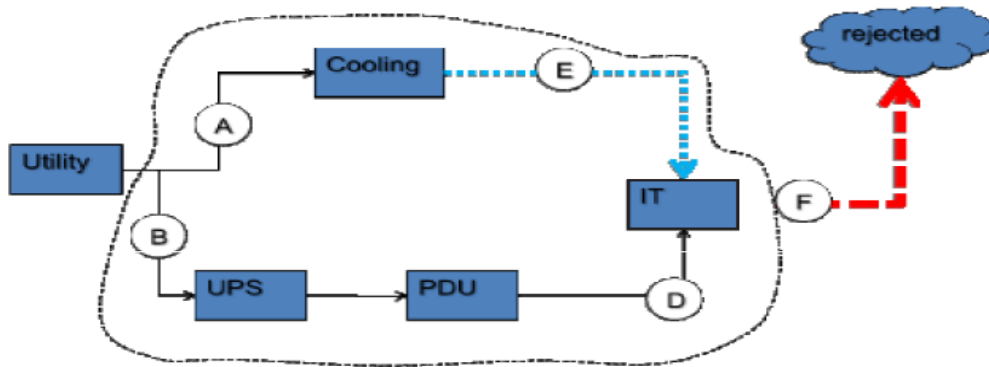 rejected
Cooling
E
A
Utility
IT
F
B
UPS
PDU
D